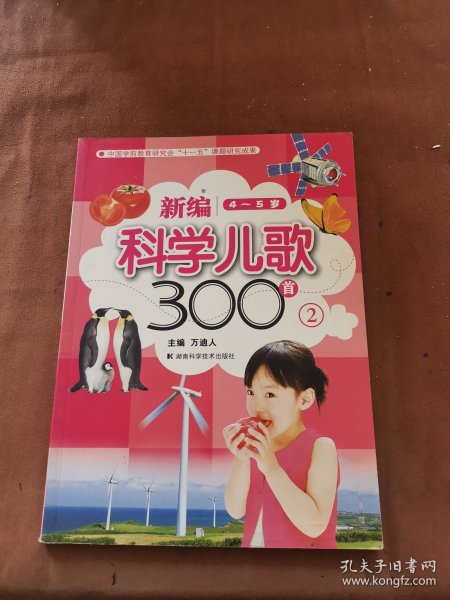 中国学前教育研究会“十一五”课题研究成果
新编
4～5岁
科学儿歌
300首
2
主编 万迪人
湖南科学技术出版社
孔夫子旧书网
www.kongfz.com